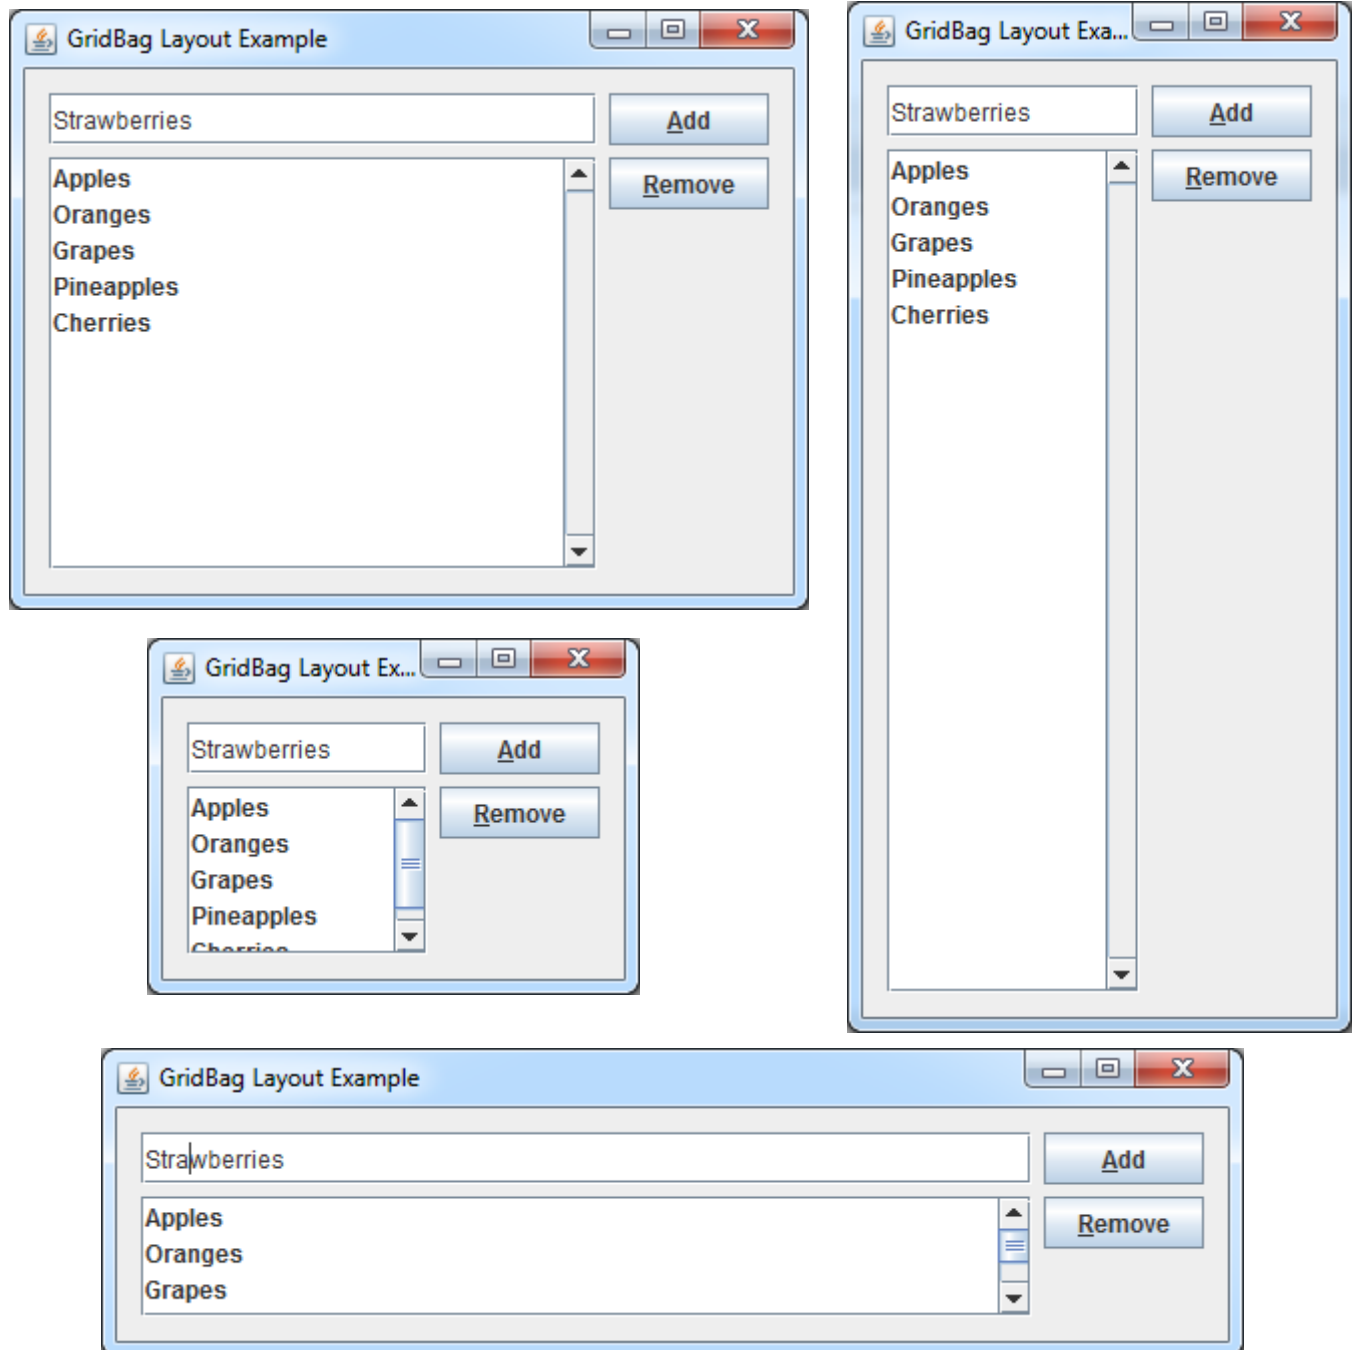 GridBag Layout Example
Strawberries
Add
Apples
Remove
Oranges
Grapes
Pineapples
Cherries
GridBag Layout Exa...
Strawberries
Add
Apples
Remove
Oranges
Grapes
Pineapples
Cherries
GridBag Layout Ex...
Strawberries
Add
Apples
Remove
Oranges
Grapes
Pineapples
Cherries
GridBag Layout Example
Strawberries
Add
Apples
Remove
Oranges
Grapes